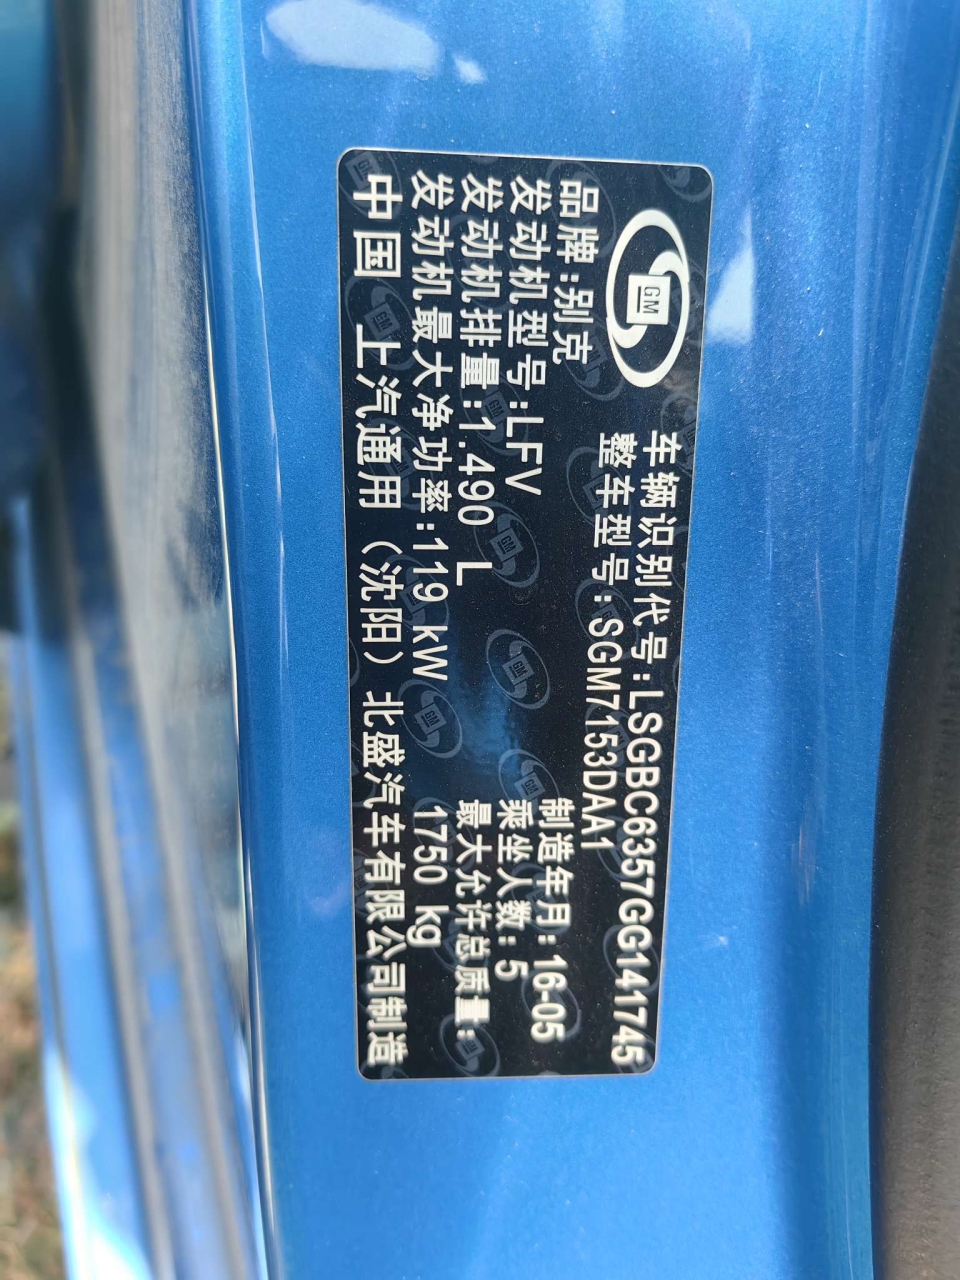 GM
车辆识别代号:LSGBC6357GG141745
整车型号:SGM7153DAA1
品牌:别克
发动机型号:LFV
制造年月:16-05
发动机排量:1.490 L
乘坐人数:5
发动机最大净功率:119 kW
最大允许总质量:
1750 kg
中国 上汽通用(沈阳)北盛汽车有限公司制造